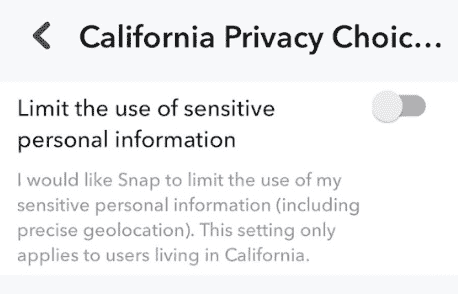 California Privacy Choic...
Limit the use of sensitive
personal information
I would like Snap to limit the use of my
sensitive personal information (including
precise geolocation). This setting only
applies to users living in California.